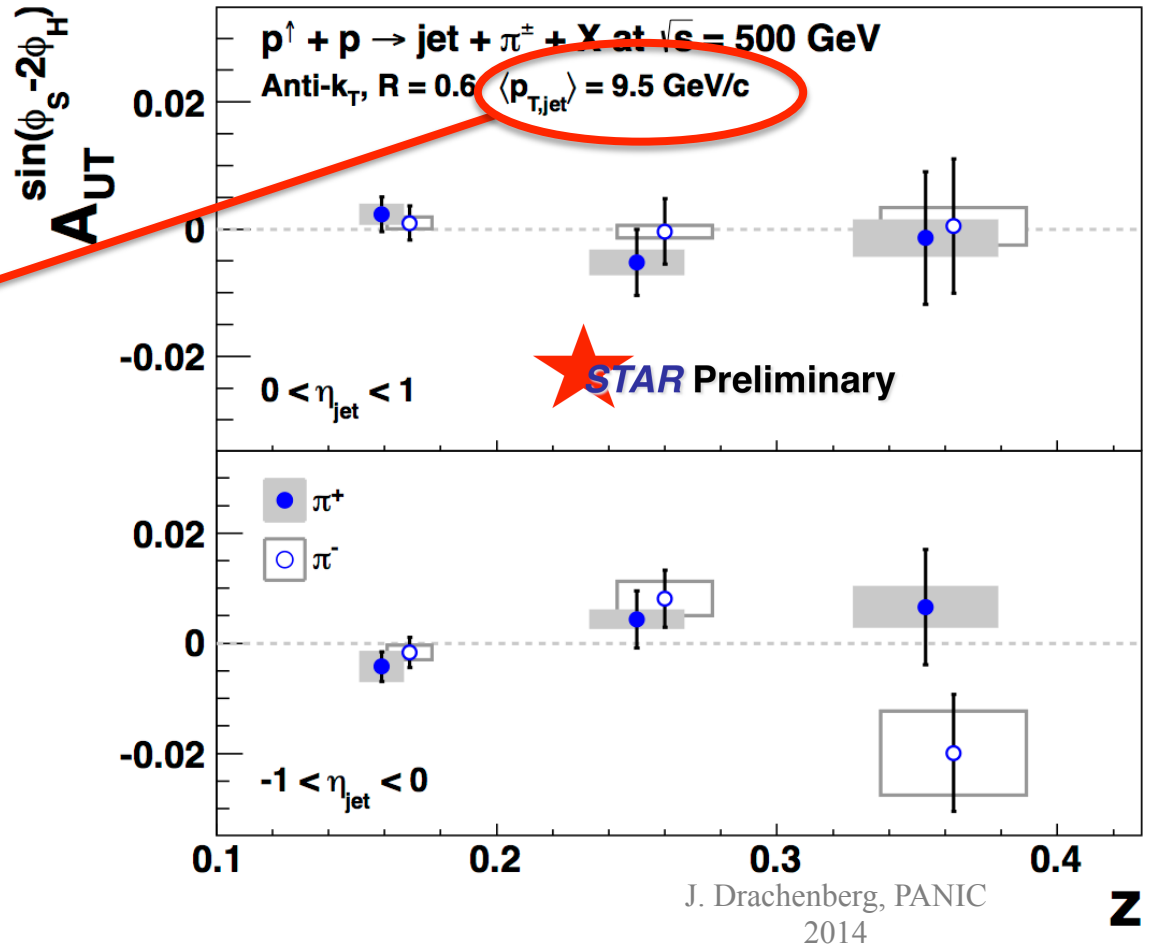 p↑ + p → jet + π± + X at √s = 500 GeV
Anti-kT, R = 0.6 ⟨pT,jet⟩ = 9.5 GeV/c
AUT sin(ϕS-2ϕH)
0.02
0
-0.02
0 < ηjet < 1
STAR Preliminary
π+
π-
0.02
0
-0.02
-1 < ηjet < 0
0.1 0.2 0.3 0.4
J. Drachenberg, PANIC
2014
z